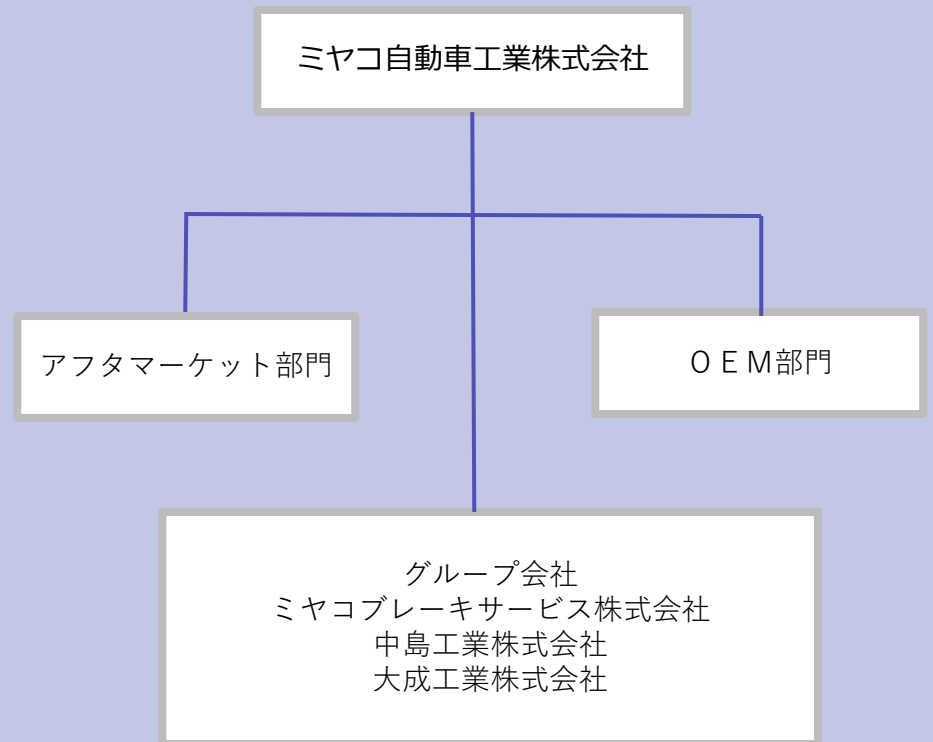 ミヤコ自動車工業株式会社
アフタマーケット部門
ＯＥＭ部門
グループ会社
ミヤコブレーキサービス株式会社
中島工業株式会社
大成工業株式会社